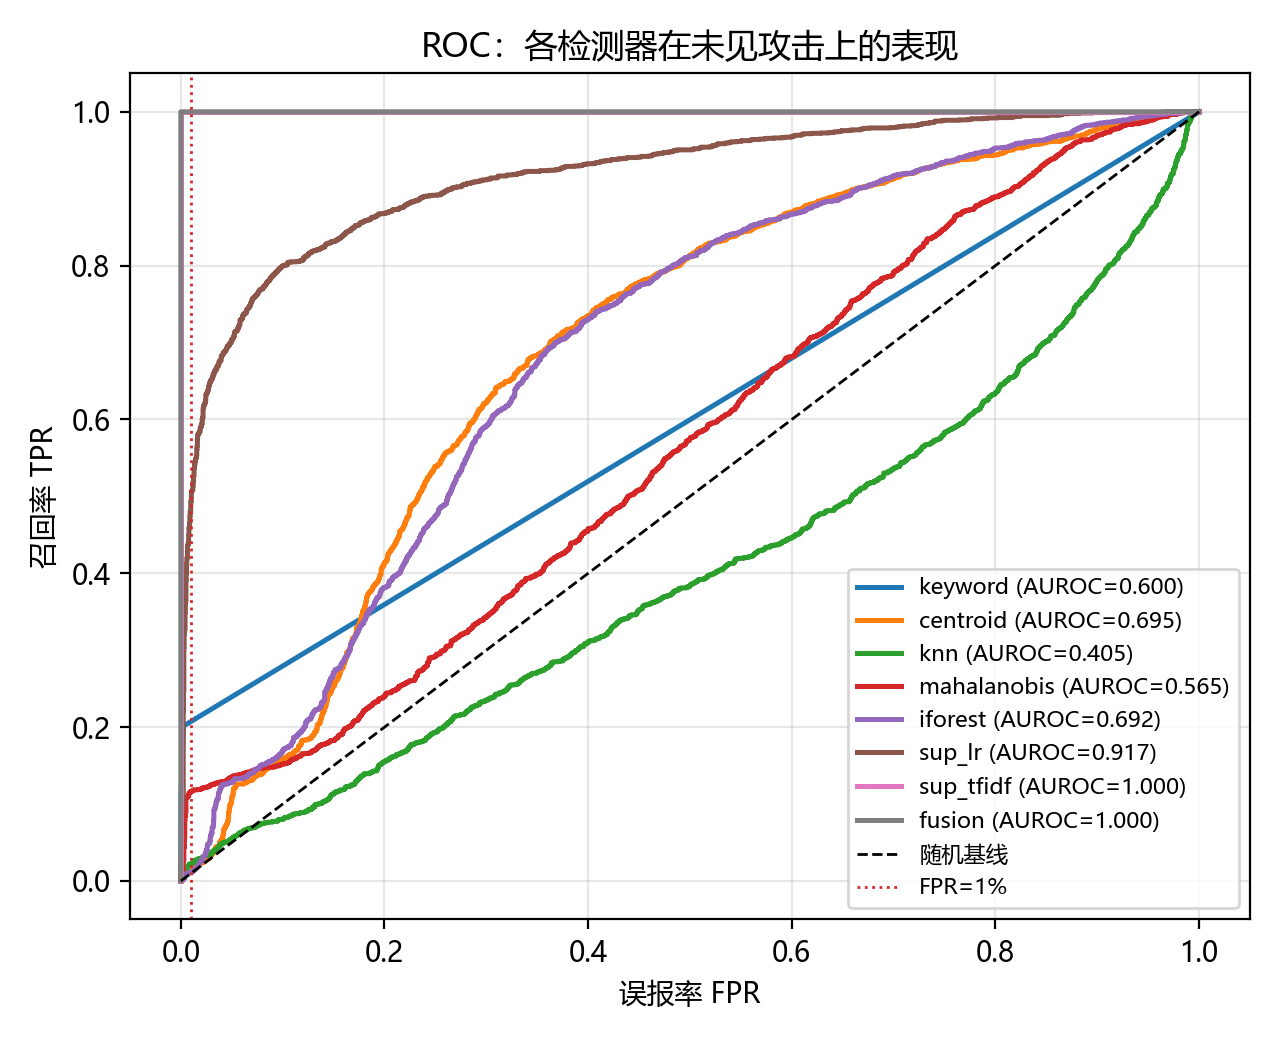 ROC：各检测器在未见攻击上的表现
召回率 TPR
1.0
0.8
0.6
0.4
0.2
0.0
keyword (AUROC=0.600)
centroid (AUROC=0.695)
knn (AUROC=0.405)
mahalanobis (AUROC=0.565)
iforest (AUROC=0.692)
sup_lr (AUROC=0.917)
sup_tfidf (AUROC=1.000)
fusion (AUROC=1.000)
随机基线
FPR=1%
0.0 0.2 0.4 0.6 0.8 1.0
误报率 FPR